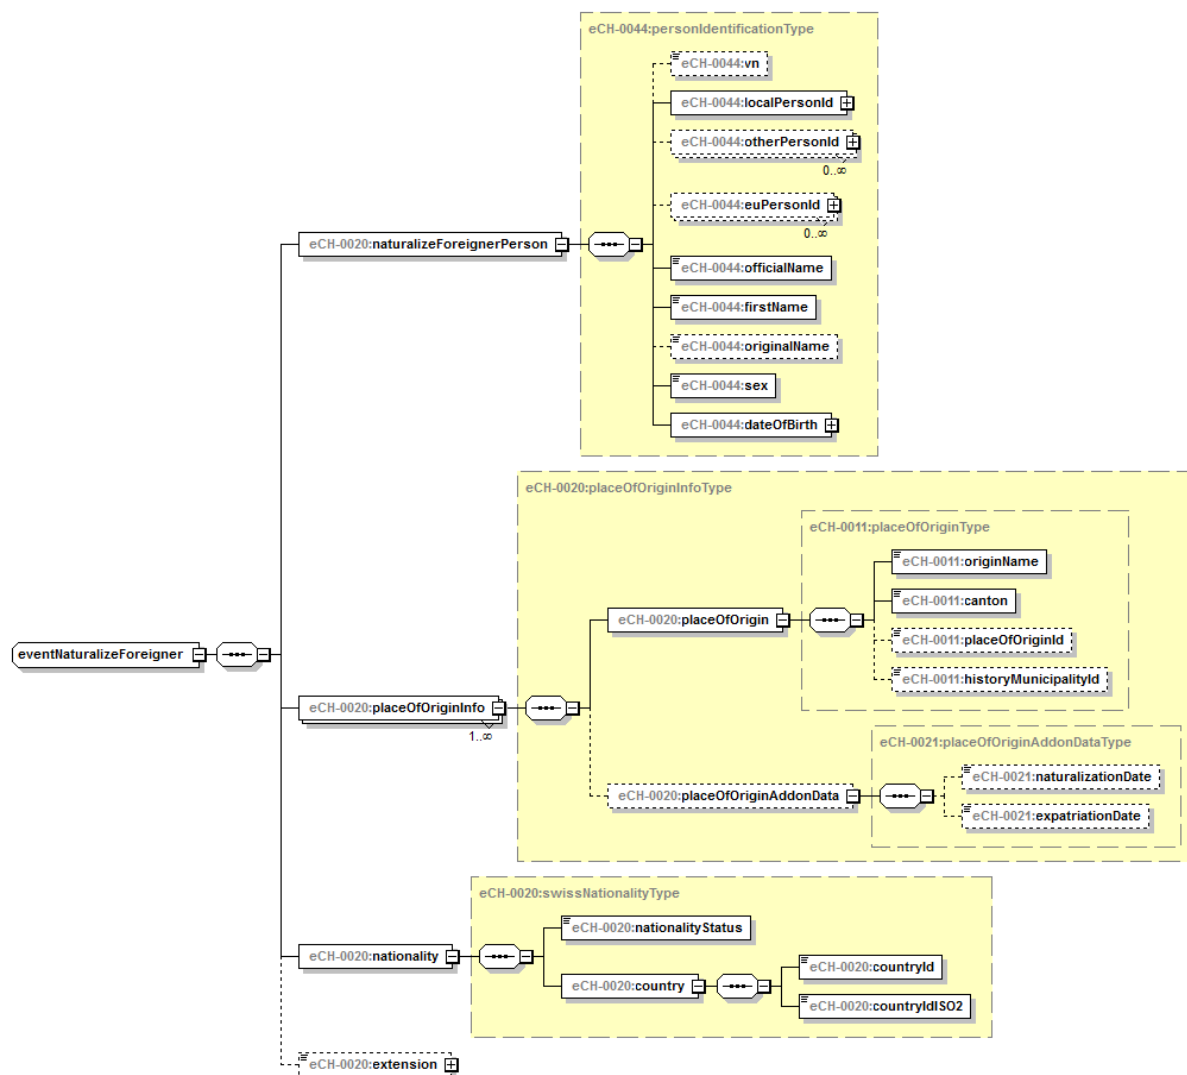 eCH-0044:personIdentificationType
eCH-0044:vn
eCH-0044:localPersonId
eCH-0044:otherPersonId
0..∞
eCH-0044:euPersonId
0..∞
eCH-0020:naturalizeForeignerPerson
eCH-0044:officialName
eCH-0044:firstName
eCH-0044:originalName
eCH-0044:sex
eCH-0044:dateOfBirth
eCH-0020:placeOfOriginInfoType
eCH-0011:placeOfOriginType
eCH-0011:originName
eCH-0011:canton
eCH-0020:placeOfOrigin
eCH-0011:placeOfOriginId
eventNaturalizeForeigner
eCH-0011:historyMunicipalityId
eCH-0020:placeOfOriginInfo
1..∞
eCH-0021:placeOfOriginAddonDataType
eCH-0021:naturalizationDate
eCH-0020:placeOfOriginAddonData
eCH-0021:expatriationDate
eCH-0020:swissNationalityType
eCH-0020:nationalityStatus
eCH-0020:nationality
eCH-0020:countryId
eCH-0020:country
eCH-0020:countryIdISO2
eCH-0020:extension